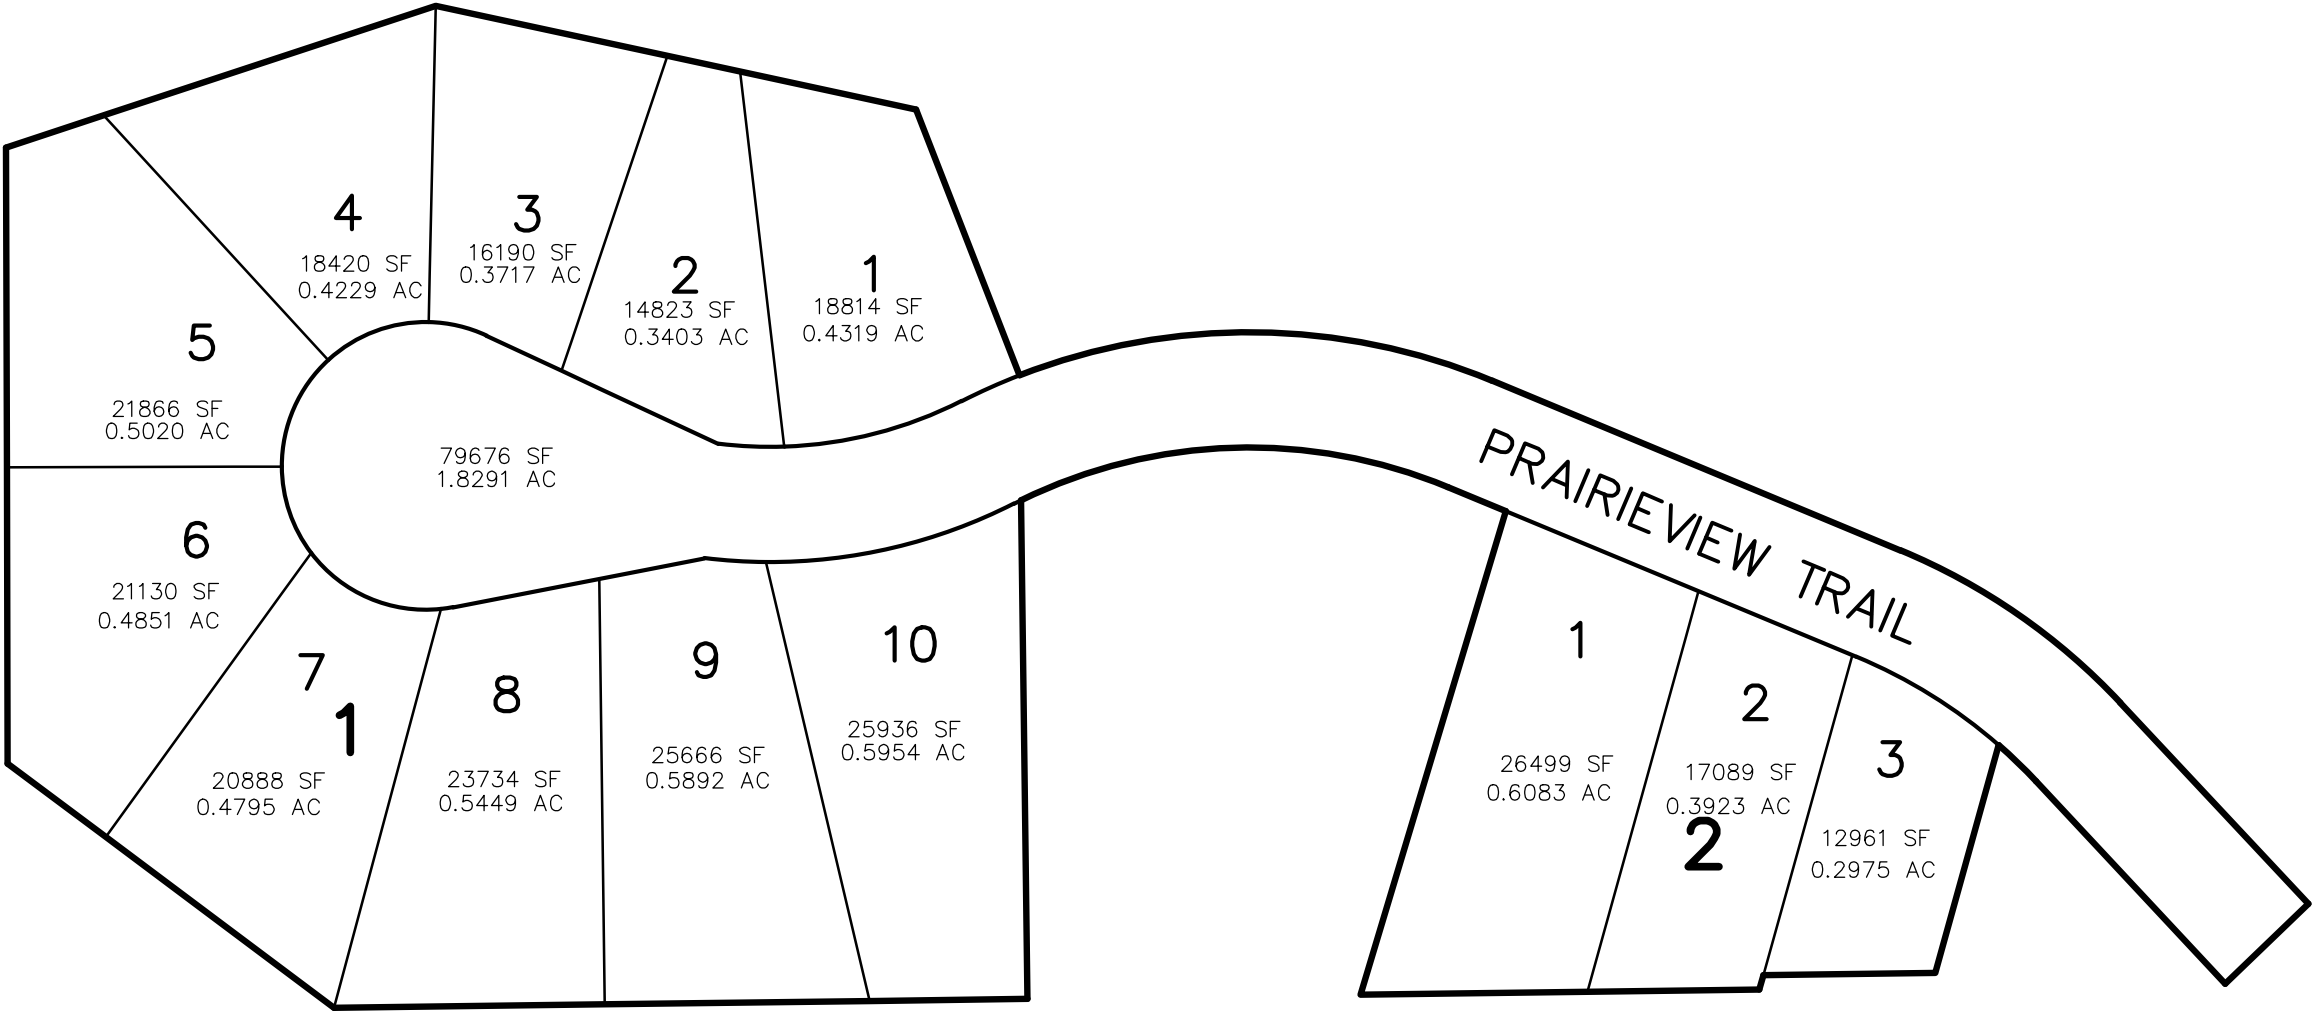 4
18420 SF
0.4229 AC
3
16190 SF
0.3717 AC
2
14823 SF
0.3403 AC
1
18814 SF
0.4319 AC
5
21866 SF
0.5020 AC
79676 SF
1.8291 AC
PRAIRIEVIEW TRAIL
6
21130 SF
0.4851 AC
7
1
20888 SF
0.4795 AC
8
23734 SF
0.5449 AC
9
25666 SF
0.5892 AC
10
25936 SF
0.5954 AC
1
26499 SF
0.6083 AC
2
17089 SF
0.3923 AC
2
3
12961 SF
0.2975 AC